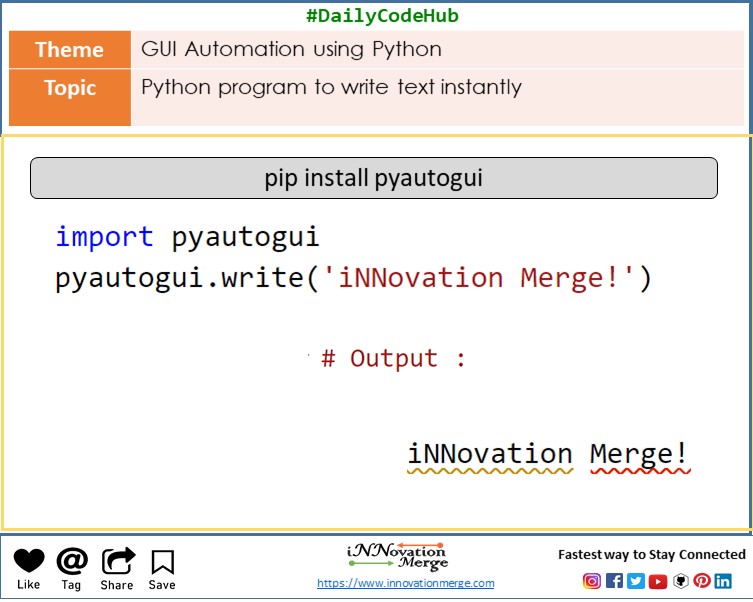 #DailyCodeHub
Theme GUI Automation using Python
Topic Python program to write text instantly
pip install pyautogui
import pyautogui
pyautogui.write('iNNovation Merge!')
# Output :
iNNovation Merge!
Like @ Tag Share Save
iNNovation
Merge
https://www.innovationmerge.com
Fastest way to Stay Connected